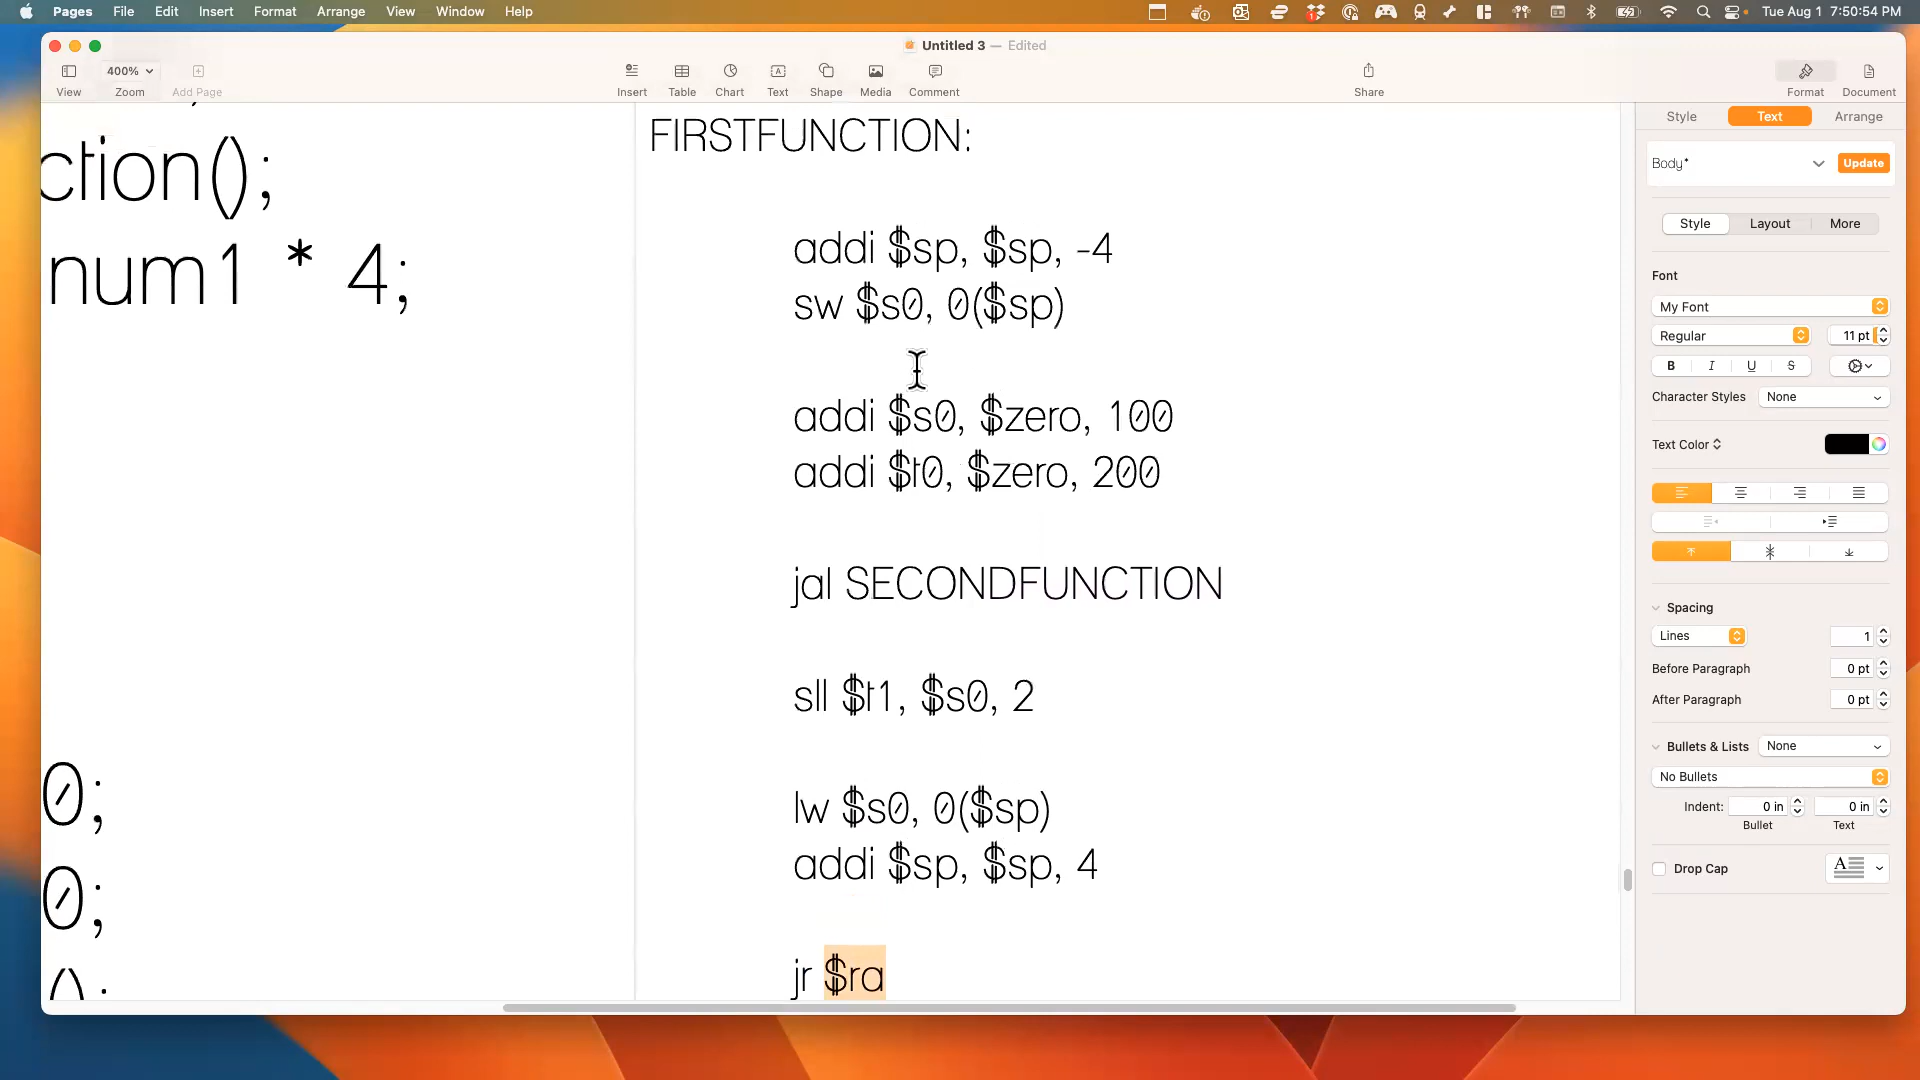 Pages File Edit Insert Format Arrange View Window Help
Tue Aug 1 7:50:54 PM
Untitled 3 — Edited
400%
View Zoom Add Page
Insert Table Chart Text Shape Media Comment
Share
Format Document
ction();
num1 * 4;
0;
0;
();
FIRSTFUNCTION:
addi $sp, $sp, -4
sw $s0, 0($sp)
addi $s0, $zero, 100
addi $t0, $zero, 200
jal SECONDFUNCTION
sll $t1, $s0, 2
lw $s0, 0($sp)
addi $sp, $sp, 4
jr $ra
Style Text Arrange
Body* Update
Style Layout More
Font
My Font
Regular 11 pt
B I U S
Character Styles None
Text Color
Spacing
Lines 1
Before Paragraph 0 pt
After Paragraph 0 pt
Bullets & Lists None
No Bullets
Indent: 0 in 0 in
Bullet Text
Drop Cap